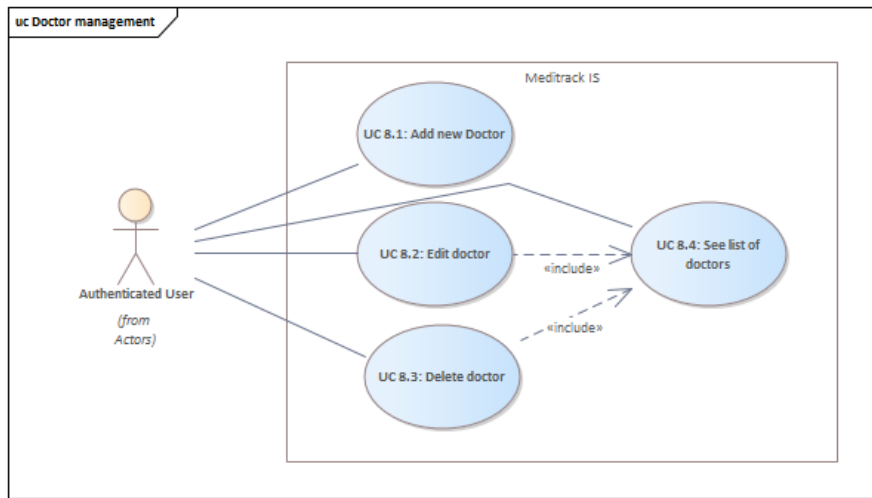 uc Doctor management
Meditrack IS
UC 8.1: Add new Doctor
UC 8.2: Edit doctor
«include»
UC 8.4: See list of
doctors
Authenticated User
(from
Actors)
«include»
UC 8.3: Delete doctor